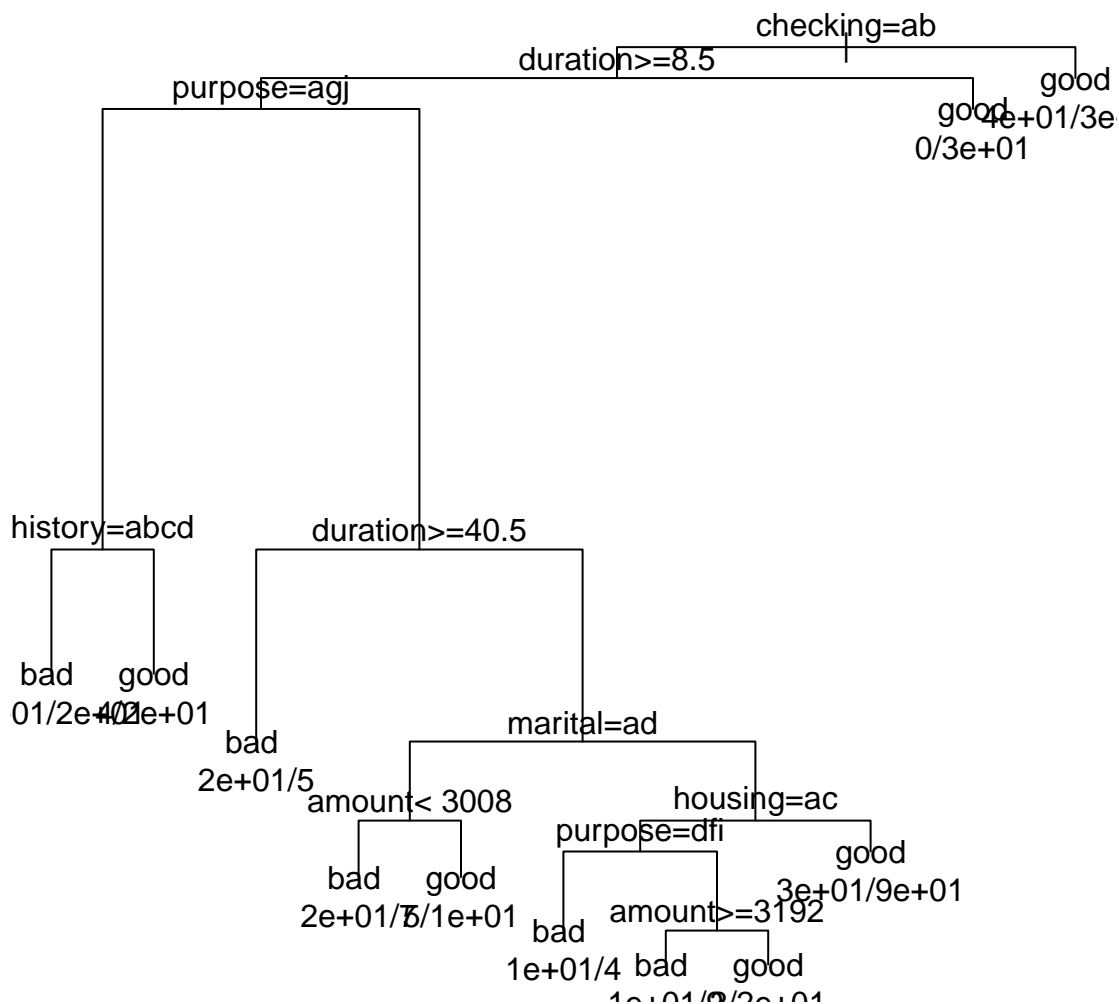 checking=ab
duration>=8.5
purpose=agj
good
good
0/3e+01
history=abcd
duration>=40.5
bad
good
bad
2e+01/5
marital=ad
amount< 3008
housing=ac
purpose=dfi
good
3e+01/9e+01
bad
good
amount>=3192
bad
1e+01/4
bad
good